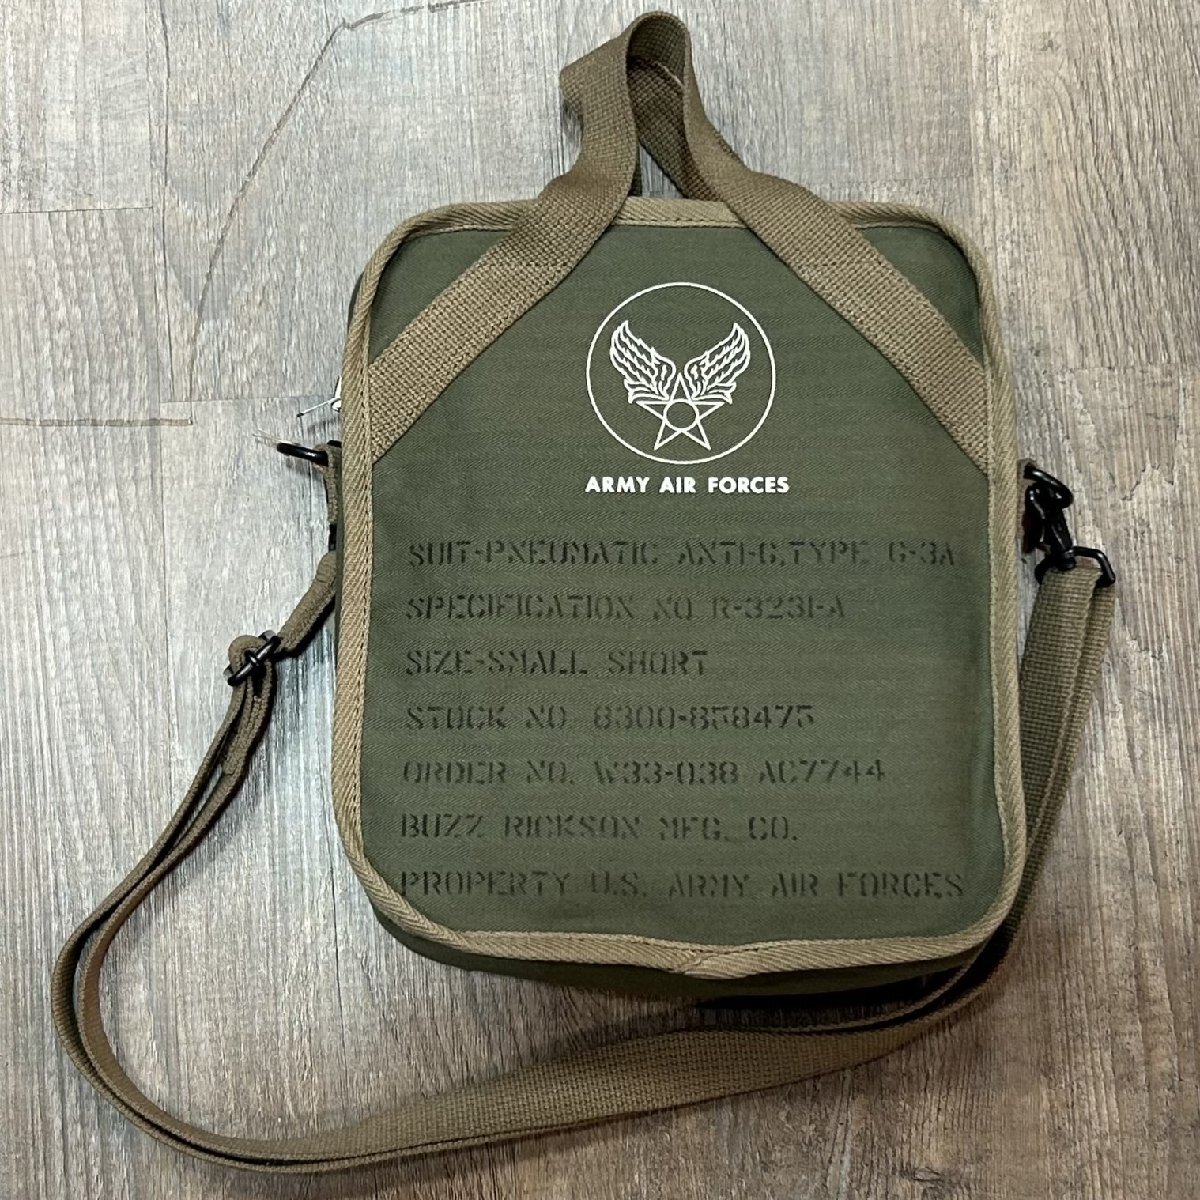 ARMY AIR FORCES
SUIT-PNEUMATIC ANTI-G, TYPE G-3A
SPECIFICATION NO R-3231-A
SIZE-SMALL SHORT
STOCK NO. 8300-858475
ORDER NO. W33-038 AC7744
BUZZ RICKSON MFG. CO.
PROPERTY U.S. ARMY AIR FORCES